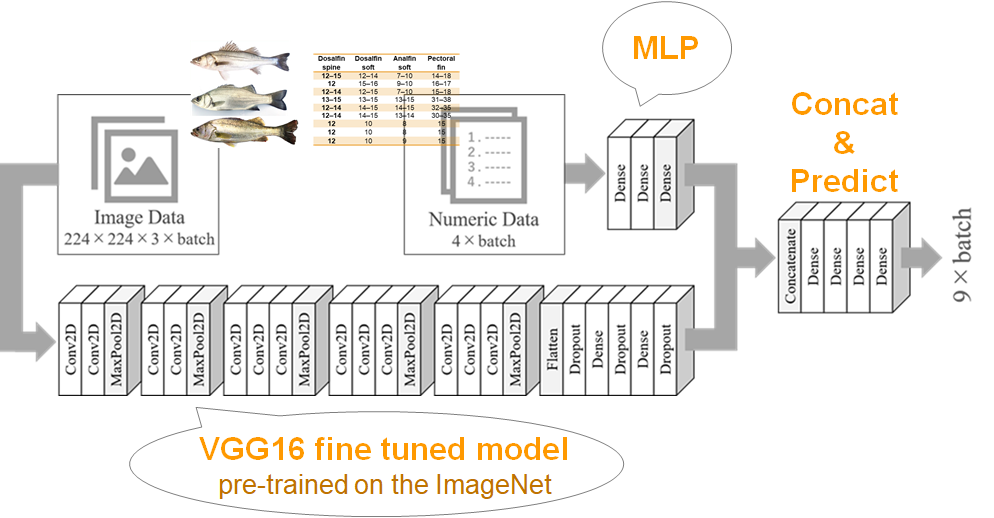 MLP
Dosalfin Dosalfin Analfin Pectoral
spine soft soft fin
12–15 12–14 7–10 14–18
12 15–16 9–10 16–17
12–14 12–15 7–10 15–18
13–15 13–15 13–15 31–38
12–14 14–15 14–15 32–35
12–14 14–15 13–14 30–35
12 10 8 15
12 10 8 15
12 10 9 15
Concat
&
Predict
1. -----
2. -----
3. -----
4. -----
Image Data
224×224×3×batch
Numeric Data
4×batch
Dense
Dense
Dense
Concatenate
Dense
Dense
Dense
Dense
9×batch
Conv2D
Conv2D
MaxPool2D
Conv2D
Conv2D
MaxPool2D
Conv2D
Conv2D
Conv2D
MaxPool2D
Conv2D
Conv2D
Conv2D
MaxPool2D
Conv2D
Conv2D
Conv2D
MaxPool2D
Flatten
Dropout
Dense
Dropout
Dense
Dropout
VGG16 fine tuned model
pre-trained on the ImageNet